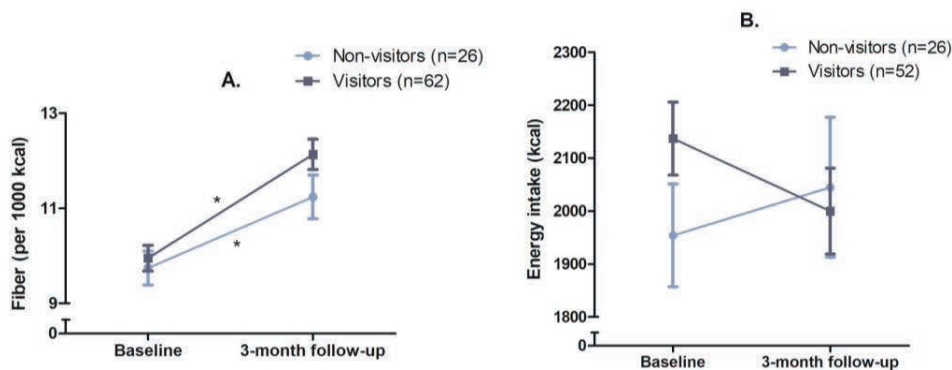 A.
Non-visitors (n=26)
Visitors (n=62)
Fiber (per 1000 kcal)
13
11
9
0
*
*
Baseline
3-month follow-up
B.
Non-visitors (n=26)
Visitors (n=52)
Energy intake (kcal)
2300
2200
2100
2000
1900
1800
0
Baseline
3-month follow-up